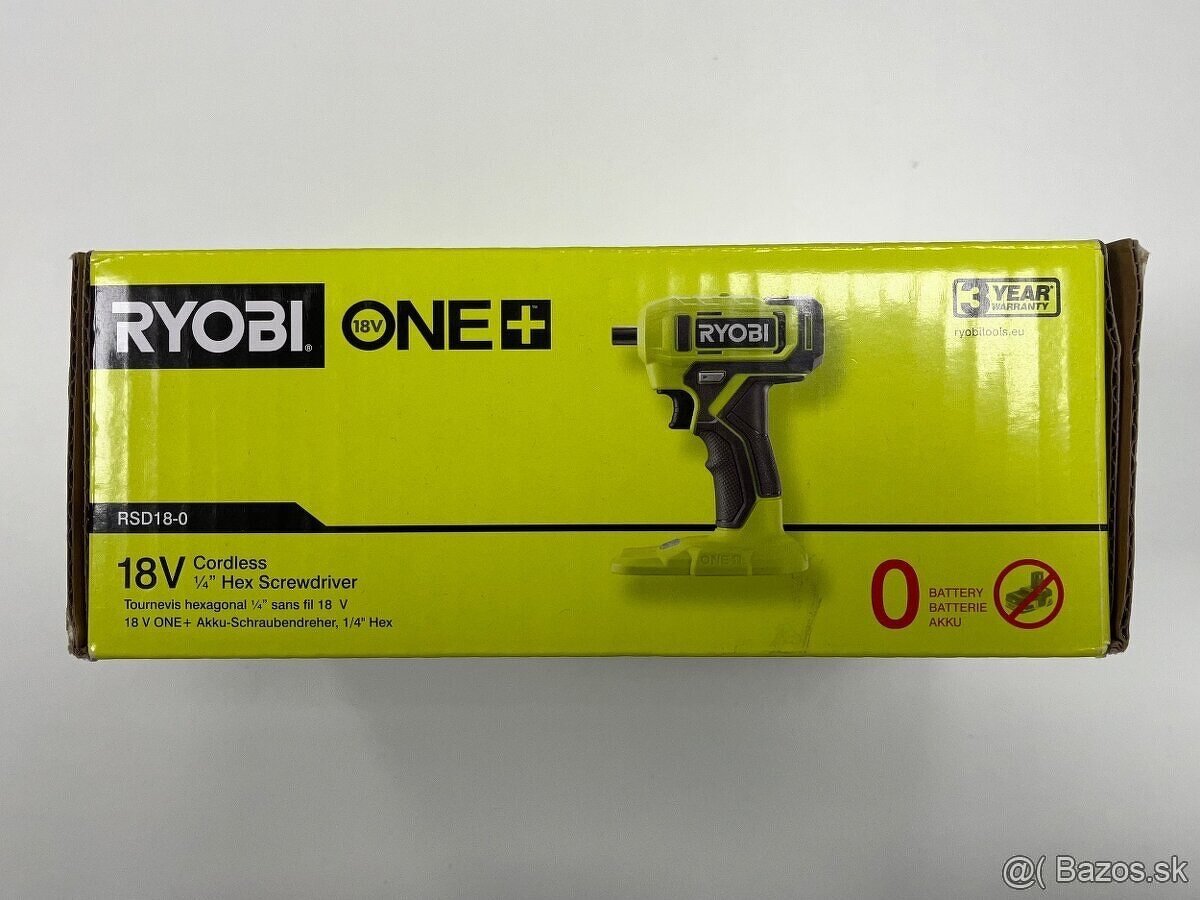 RYOBI® 18V ONE+™
RYOBI
3 YEAR WARRANTY
ryobitools.eu
RSD18-0
18V Cordless
¼" Hex Screwdriver
Tournevis hexagonal ¼" sans fil 18 V
18 V ONE+ Akku-Schraubendreher, 1/4" Hex
ONE+
0 BATTERY
BATTERIE
AKKU
@( Bazos.sk